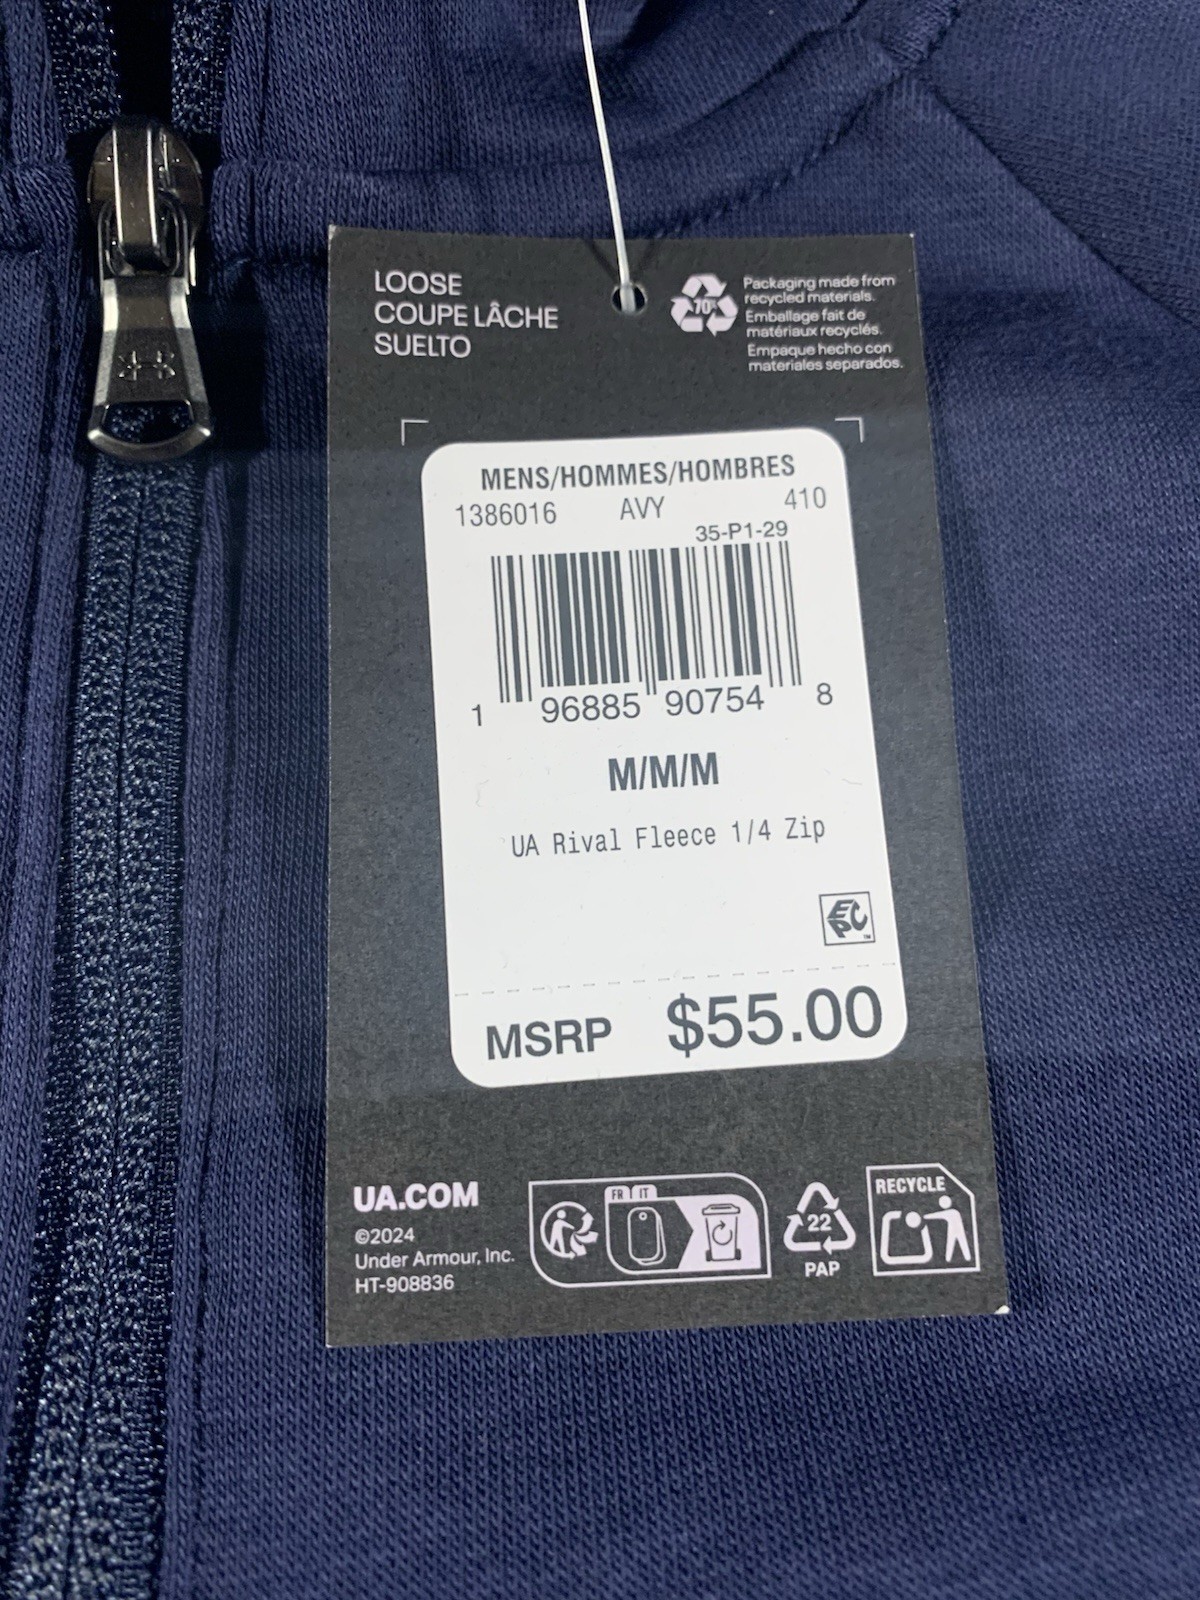 LOOSE
COUPE LÂCHE
SUELTO
70%
Packaging made from
recycled materials.
Emballage fait de
matériaux recyclés.
Empaque hecho con
materiales separados.
MENS/HOMMES/HOMBRES
1386016 AVY 410
35-P1-29
1 96885 90754 8
M/M/M
UA Rival Fleece 1/4 Zip
EPC TM
MSRP $55.00
UA.COM
©2024
Under Armour, Inc.
HT-908836
FR IT
22
PAP
RECYCLE